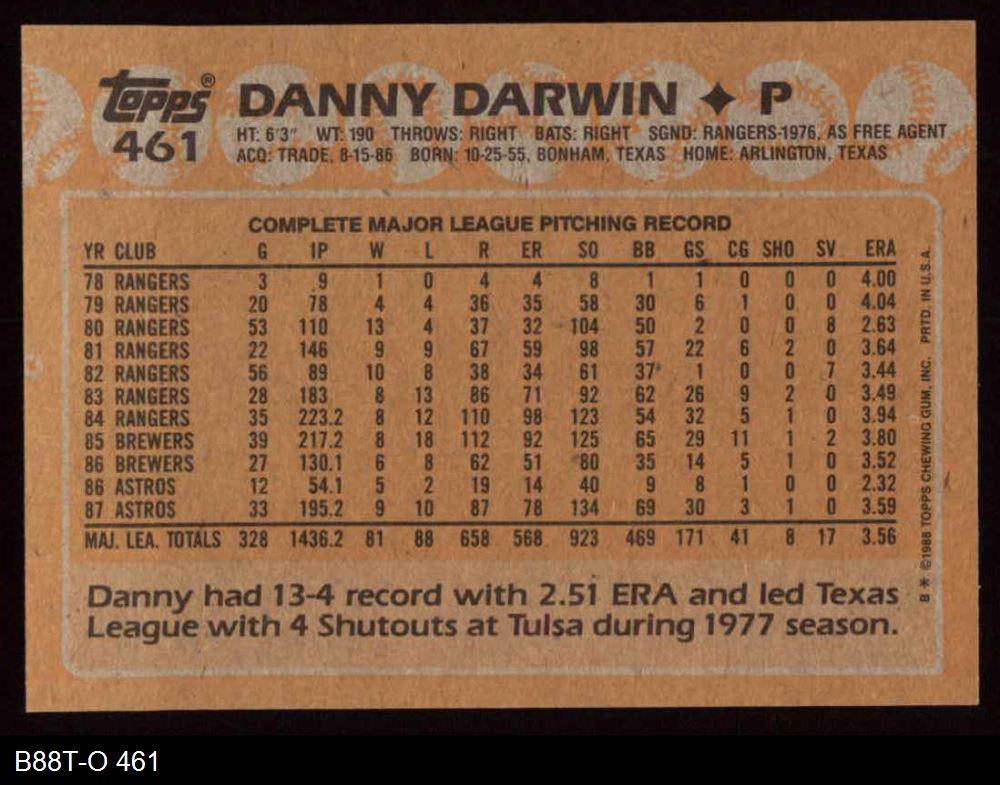 topps® DANNY DARWIN ✦ P
461
HT: 6'3" WT: 190 THROWS: RIGHT BATS: RIGHT SGND: RANGERS-1976, AS FREE AGENT
ACQ: TRADE, 8-15-86 BORN: 10-25-55, BONHAM, TEXAS HOME: ARLINGTON, TEXAS
COMPLETE MAJOR LEAGUE PITCHING RECORD
YR CLUB G IP W L R ER SO BB GS CG SHO SV ERA
78 RANGERS 3 9 1 0 4 4 8 1 1 0 0 0 4.00
79 RANGERS 20 78 4 4 36 35 58 30 6 1 0 0 4.04
80 RANGERS 53 110 13 4 37 32 104 50 2 0 0 8 2.63
81 RANGERS 22 146 9 9 67 59 98 57 22 6 2 0 3.64
82 RANGERS 56 89 10 8 38 34 61 37 1 0 0 7 3.44
83 RANGERS 28 183 8 13 86 71 92 62 26 9 2 0 3.49
84 RANGERS 35 223.2 8 12 110 98 123 54 32 5 1 0 3.94
85 BREWERS 39 217.2 8 18 112 92 125 65 29 11 1 2 3.80
86 BREWERS 27 130.1 6 8 62 51 80 35 14 5 1 0 3.52
86 ASTROS 12 54.1 5 2 19 14 40 9 8 1 0 0 2.32
87 ASTROS 33 195.2 9 10 87 78 134 69 30 3 1 0 3.59
MAJ. LEA. TOTALS 328 1436.2 81 88 658 568 923 469 171 41 8 17 3.56
Danny had 13-4 record with 2.51 ERA and led Texas
League with 4 Shutouts at Tulsa during 1977 season.
B * ©1988 TOPPS CHEWING GUM, INC. PRTD. IN U.S.A.
B88T-O 461